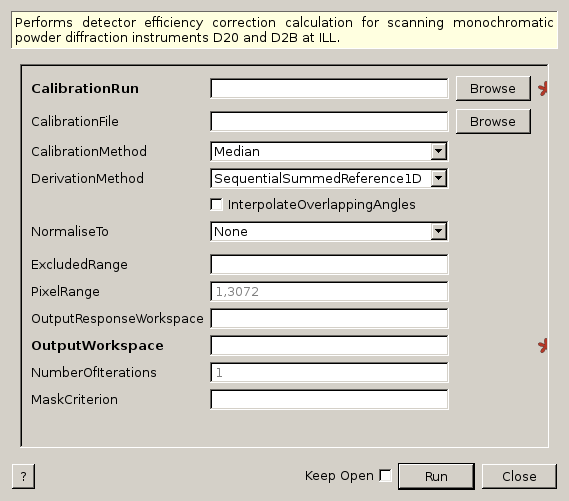 Performs detector efficiency correction calculation for scanning monochromatic
powder diffraction instruments D20 and D2B at ILL.
CalibrationRun Browse *
CalibrationFile Browse
CalibrationMethod Median
DerivationMethod SequentialSummedReference1D
InterpolateOverlappingAngles
NormaliseTo None
ExcludedRange
PixelRange 1,3072
OutputResponseWorkspace
OutputWorkspace *
NumberOfIterations 1
MaskCriterion
? Keep Open Run Close